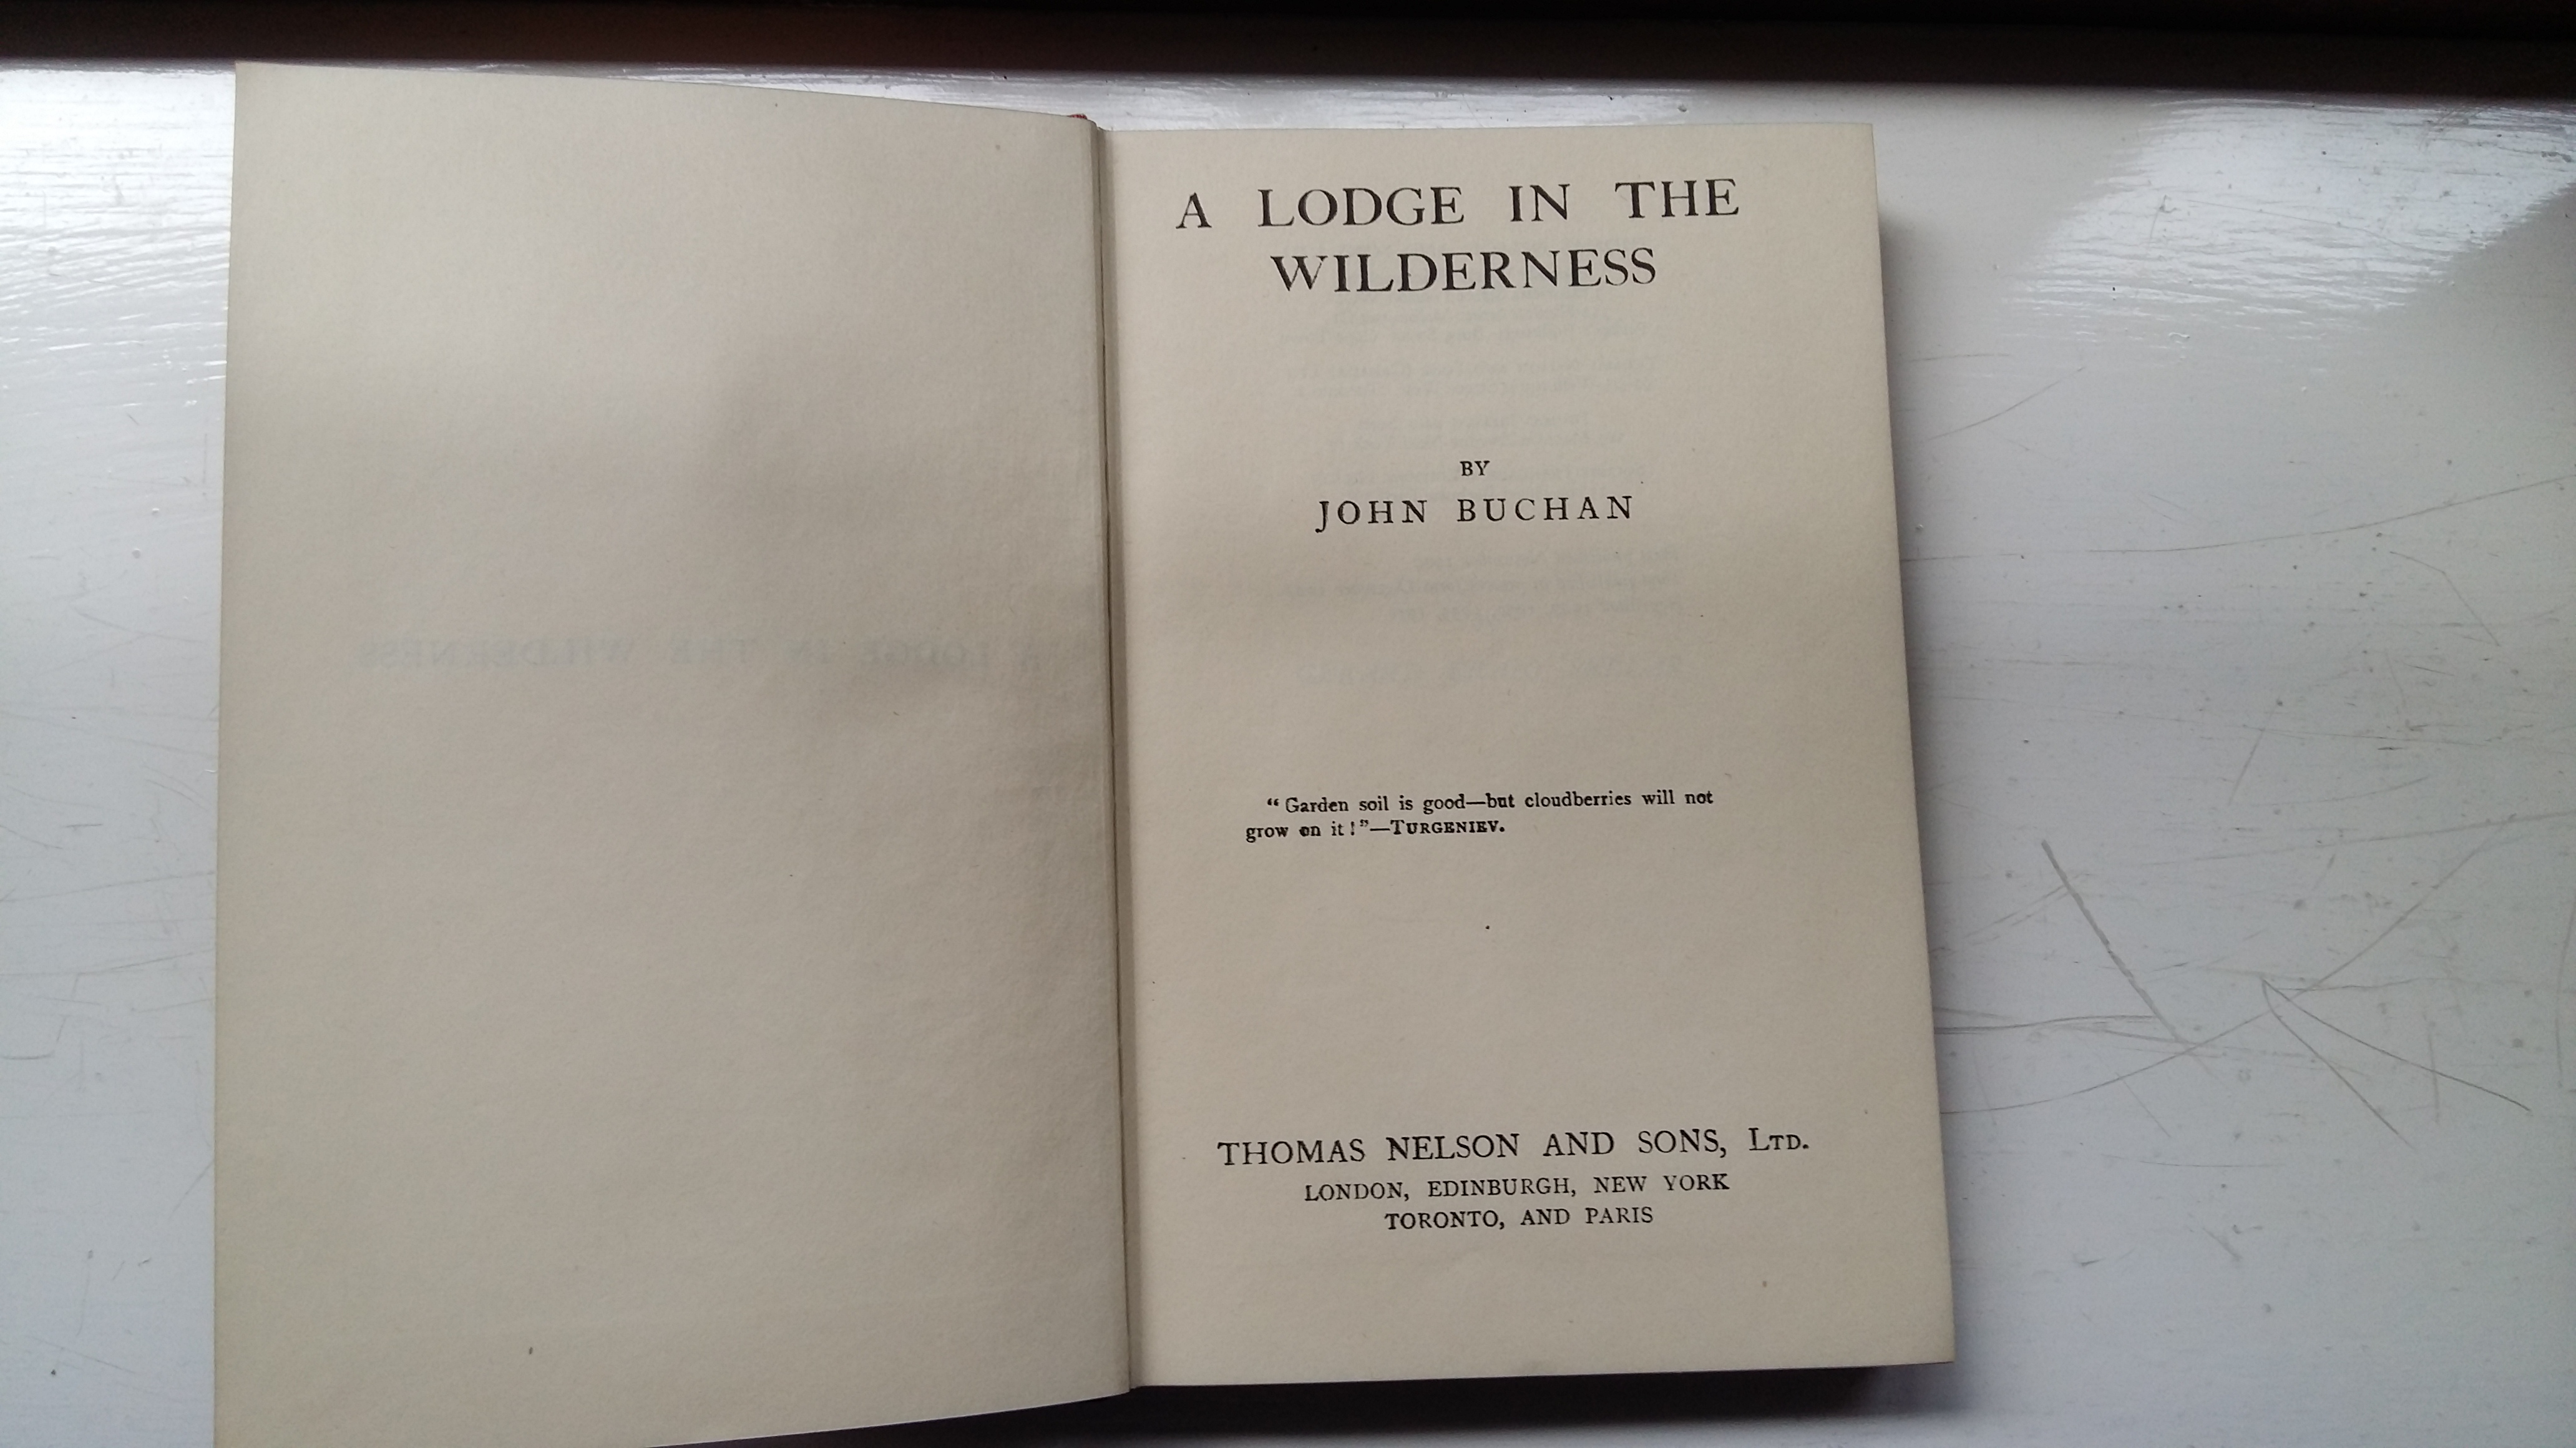 A LODGE IN THE
WILDERNESS
BY
JOHN BUCHAN
“Garden soil is good—but cloudberries will not
grow on it!”—TURGENIEV.
THOMAS NELSON AND SONS, LTD.
LONDON, EDINBURGH, NEW YORK
TORONTO, AND PARIS